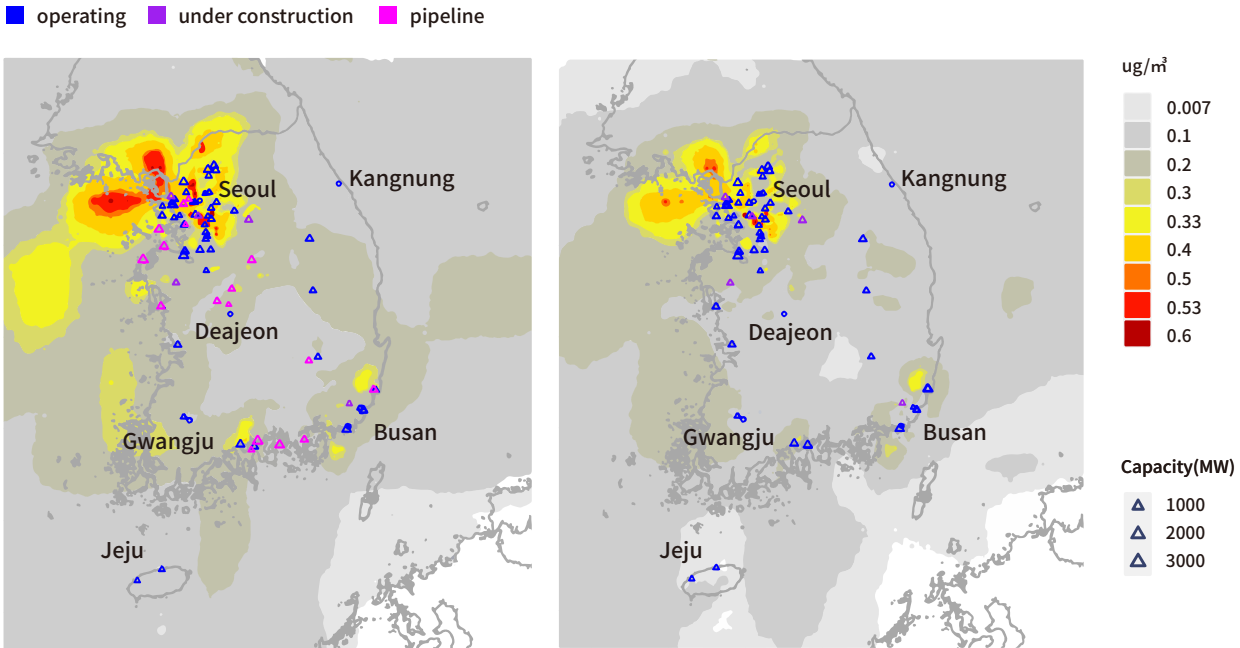 operating under construction pipeline
ug/㎥
0.007
0.1
0.2
0.3
0.33
0.4
0.5
0.53
0.6
Seoul
Kangnung
Deajeon
Gwangju
Busan
Jeju
Seoul
Kangnung
Deajeon
Gwangju
Busan
Jeju
Capacity(MW)
1000
2000
3000